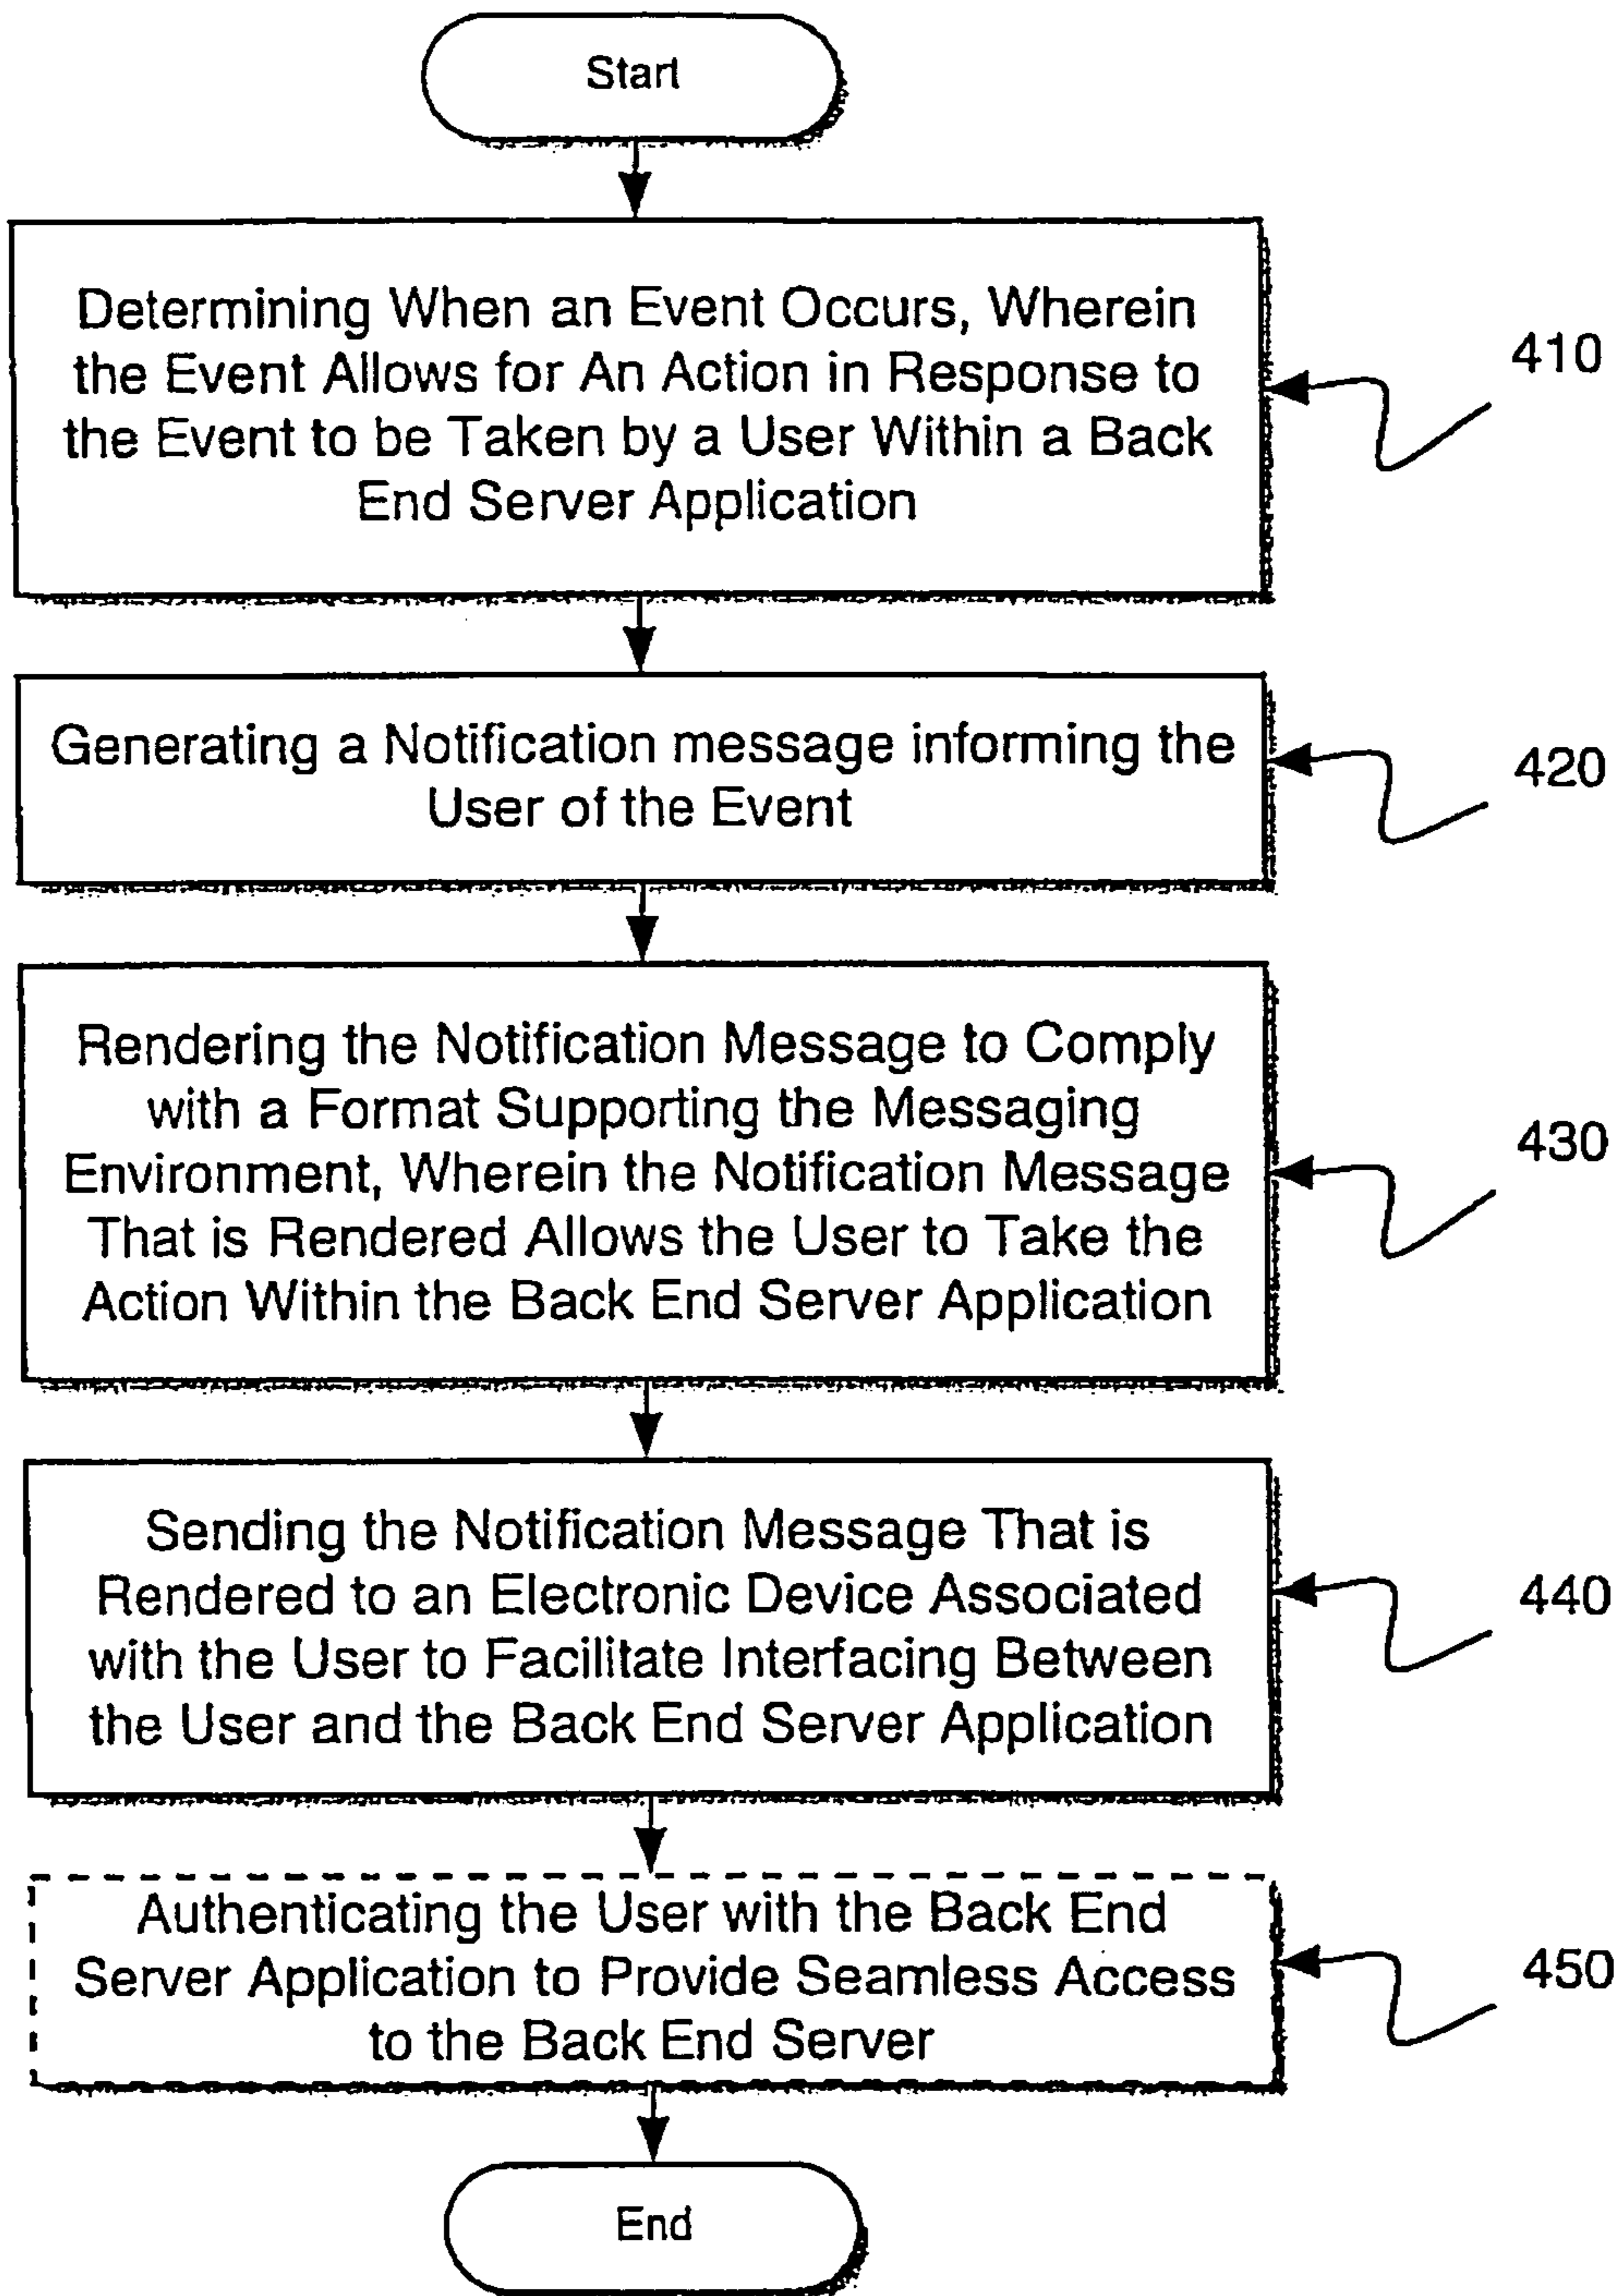 Start
Determining When an Event Occurs, Wherein
the Event Allows for An Action in Response to
the Event to be Taken by a User Within a Back
End Server Application
410
Generating a Notification message informing the
User of the Event
420
Rendering the Notification Message to Comply
with a Format Supporting the Messaging
Environment, Wherein the Notification Message
That is Rendered Allows the User to Take the
Action Within the Back End Server Application
430
Sending the Notification Message That is
Rendered to an Electronic Device Associated
with the User to Facilitate Interfacing Between
the User and the Back End Server Application
440
Authenticating the User with the Back End
Server Application to Provide Seamless Access
to the Back End Server
450
End